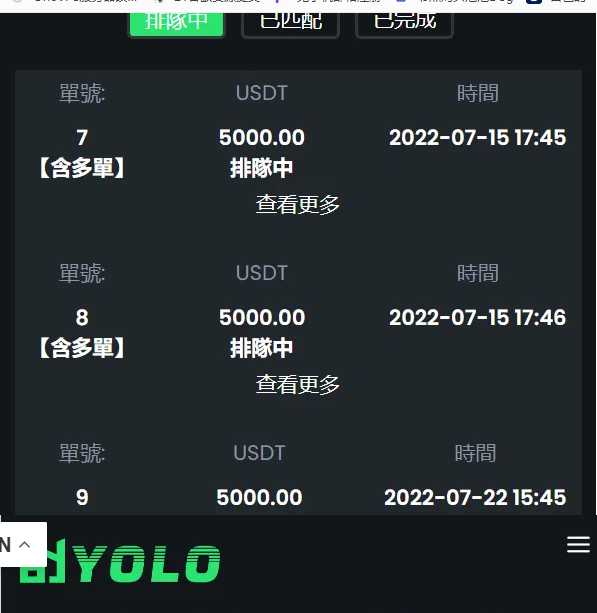 排隊中 已匹配 已完成
單號: USDT 時間
7 5000.00 2022-07-15 17:45
【含多單】 排隊中
查看更多
單號: USDT 時間
8 5000.00 2022-07-15 17:46
【含多單】 排隊中
查看更多
單號: USDT 時間
9 5000.00 2022-07-22 15:45
N
YOLO